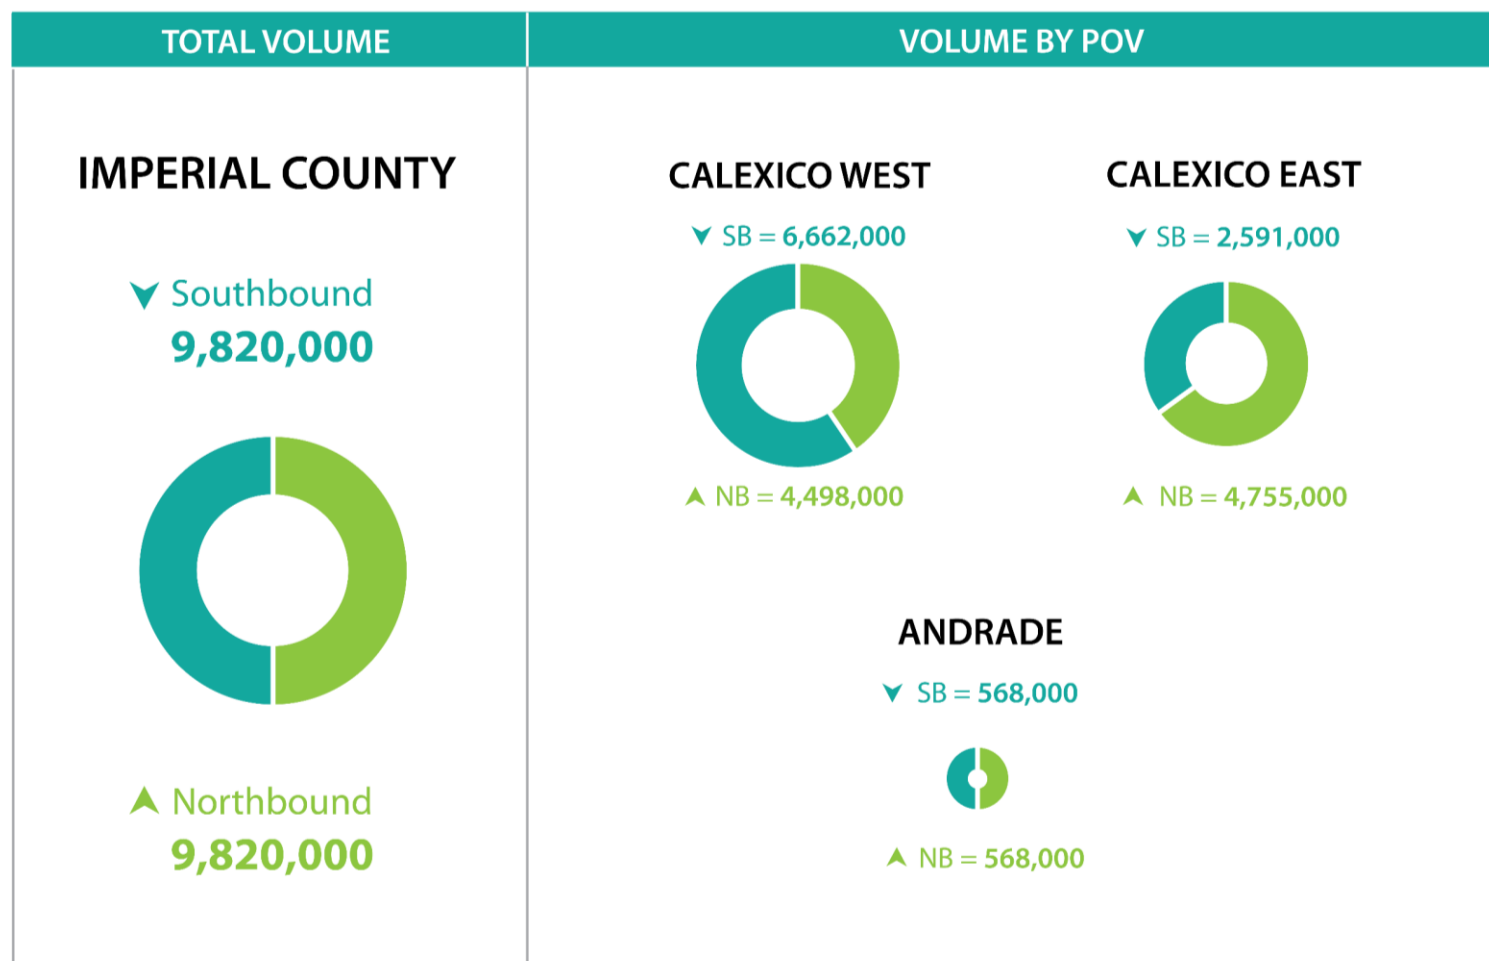 TOTAL VOLUME
VOLUME BY POV
IMPERIAL COUNTY
Southbound
9,820,000
Northbound
9,820,000
CALEXICO WEST
SB = 6,662,000
NB = 4,498,000
CALEXICO EAST
SB = 2,591,000
NB = 4,755,000
ANDRADE
SB = 568,000
NB = 568,000